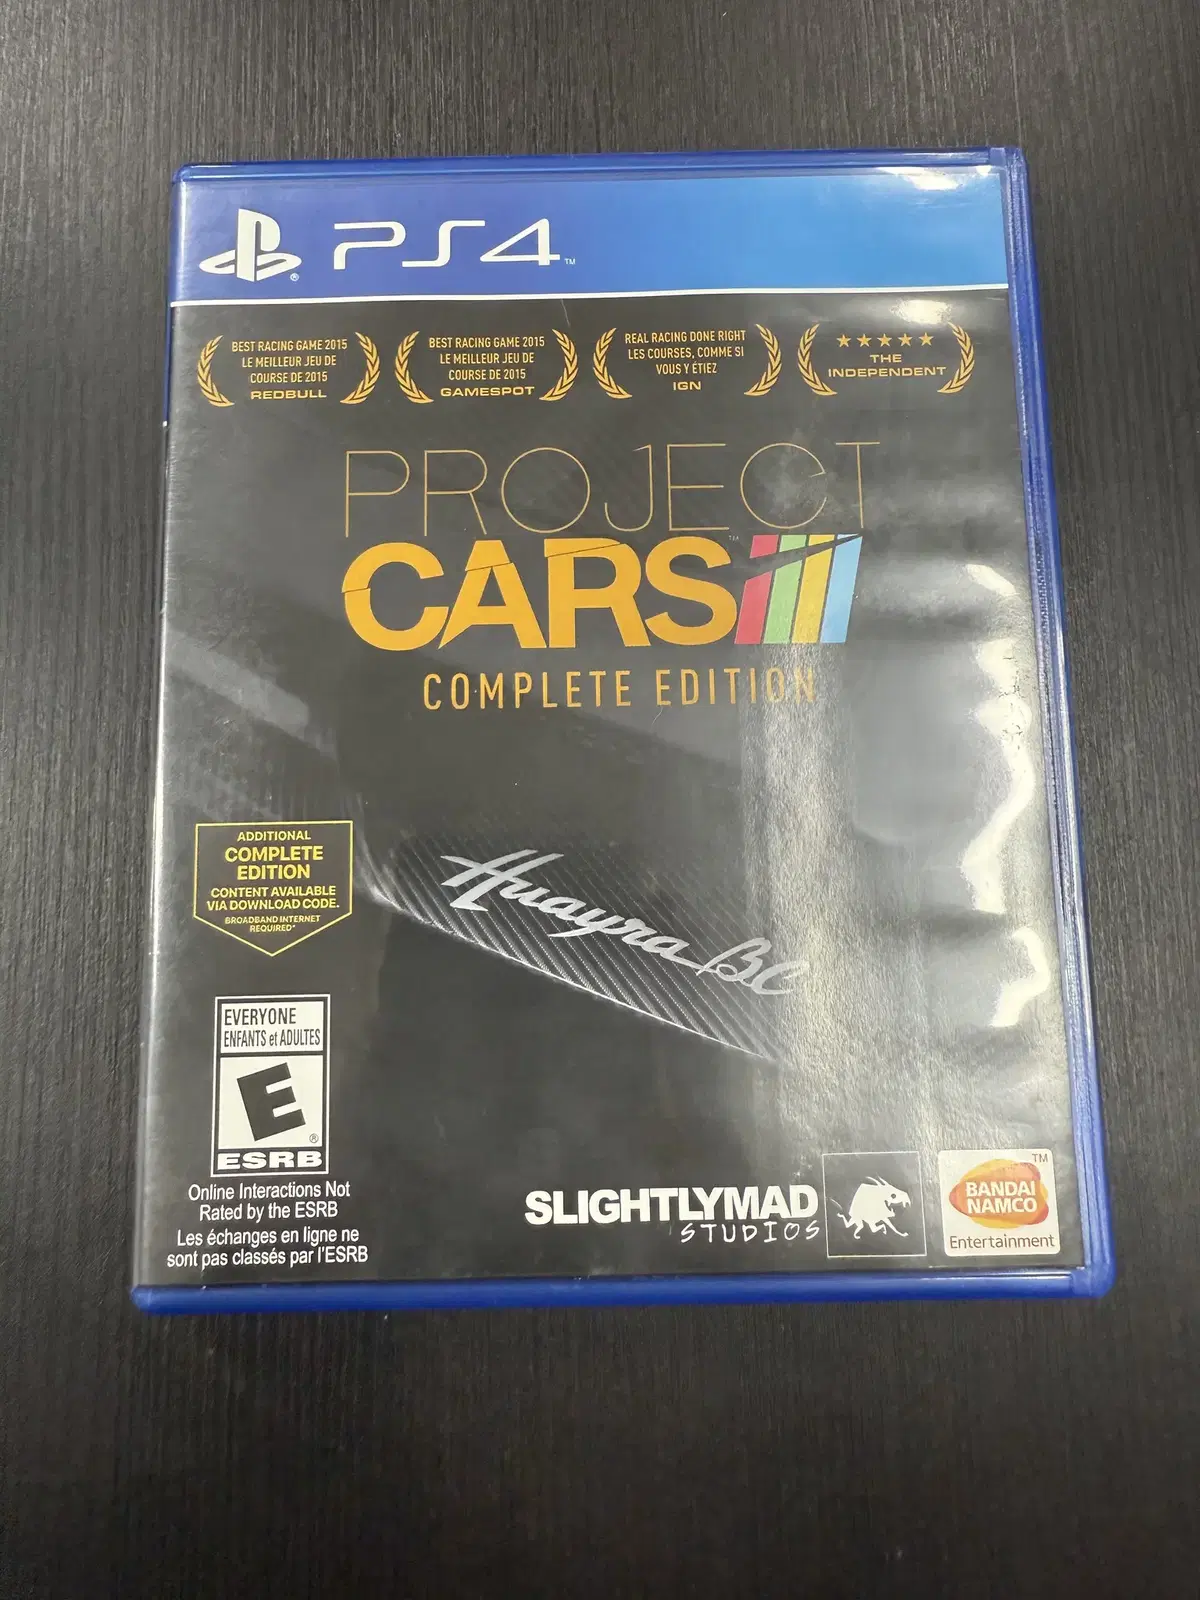 PS4™
BEST RACING GAME 2015
LE MEILLEUR JEU DE
COURSE DE 2015
REDBULL
BEST RACING GAME 2015
LE MEILLEUR JEU DE
COURSE DE 2015
GAMESPOT
REAL RACING DONE RIGHT
LES COURSES, COMME SI
VOUS Y ÉTIEZ
IGN
★★★★★
THE
INDEPENDENT
PROJECT
CARS™
COMPLETE EDITION
ADDITIONAL
COMPLETE
EDITION
CONTENT AVAILABLE
VIA DOWNLOAD CODE.
BROADBAND INTERNET
REQUIRED*
Huayra BC
EVERYONE
ENFANTS et ADULTES
E®
ESRB
Online Interactions Not
Rated by the ESRB
Les échanges en ligne ne
sont pas classés par l'ESRB
SLIGHTLYMAD
STUDIOS
BANDAI
NAMCO™
Entertainment